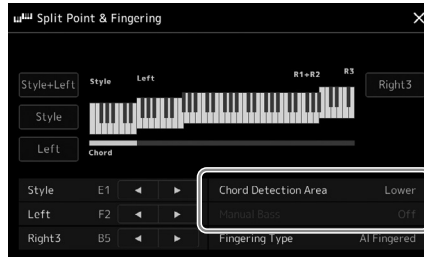 Split Point & Fingering
Style+Left
Style
Left
R1+R2
R3
Right3
Style
Left
Chord
Style E1
Chord Detection Area Lower
Left F2
Manual Bass Off
Right3 B5
Fingering Type AI Fingered